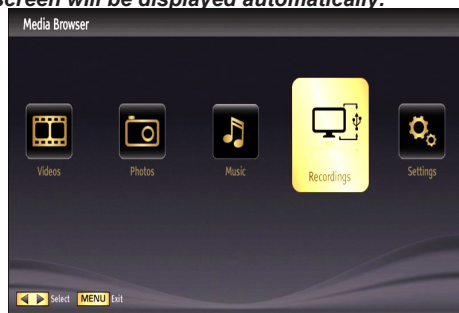 screen will be displayed automatically.
Media Browser
Videos
Photos
Music
Recordings
Settings
Select MENU Exit